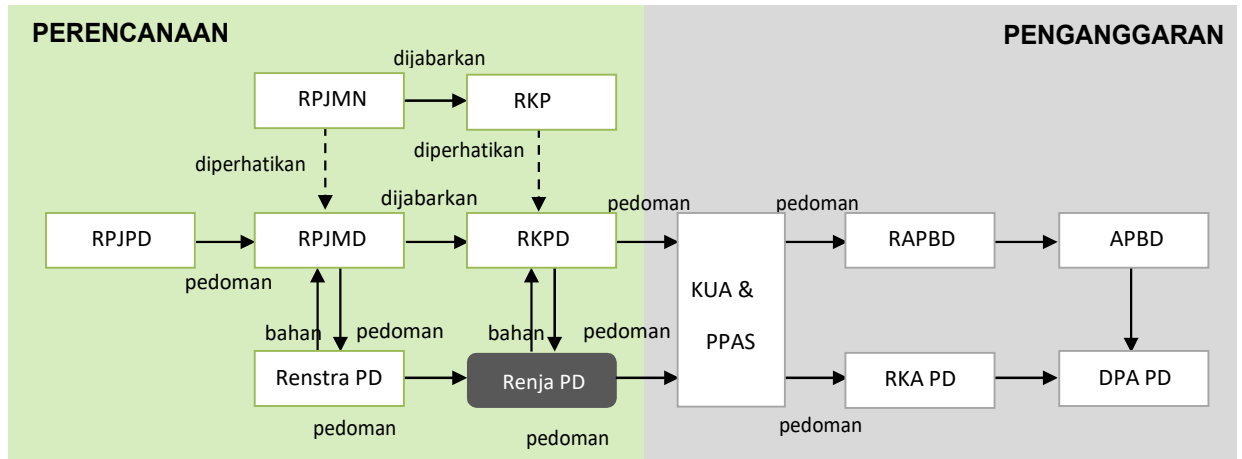 PERENCANAAN
PENGANGGARAN
dijabarkan
RPJMN
RKP
diperhatikan
diperhatikan
dijabarkan
pedoman
pedoman
RPJPD
RPJMD
RKPD
RAPBD
APBD
pedoman
KUA &
PPAS
bahan
pedoman
bahan
pedoman
Renstra PD
Renja PD
RKA PD
DPA PD
pedoman
pedoman
pedoman